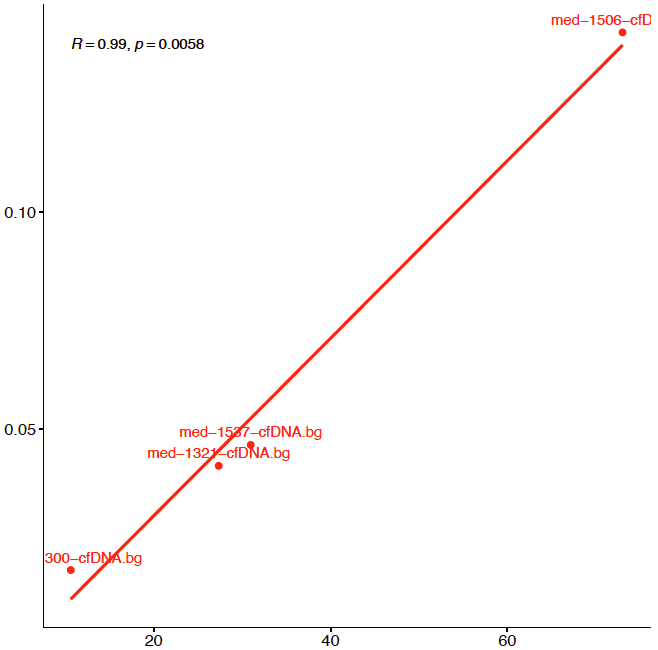 med−1506−cfD
R = 0.99, p = 0.0058
0.10
med−1537−cfDNA.bg
0.05
med−1321−cfDNA.bg
300−cfDNA.bg
20 40 60